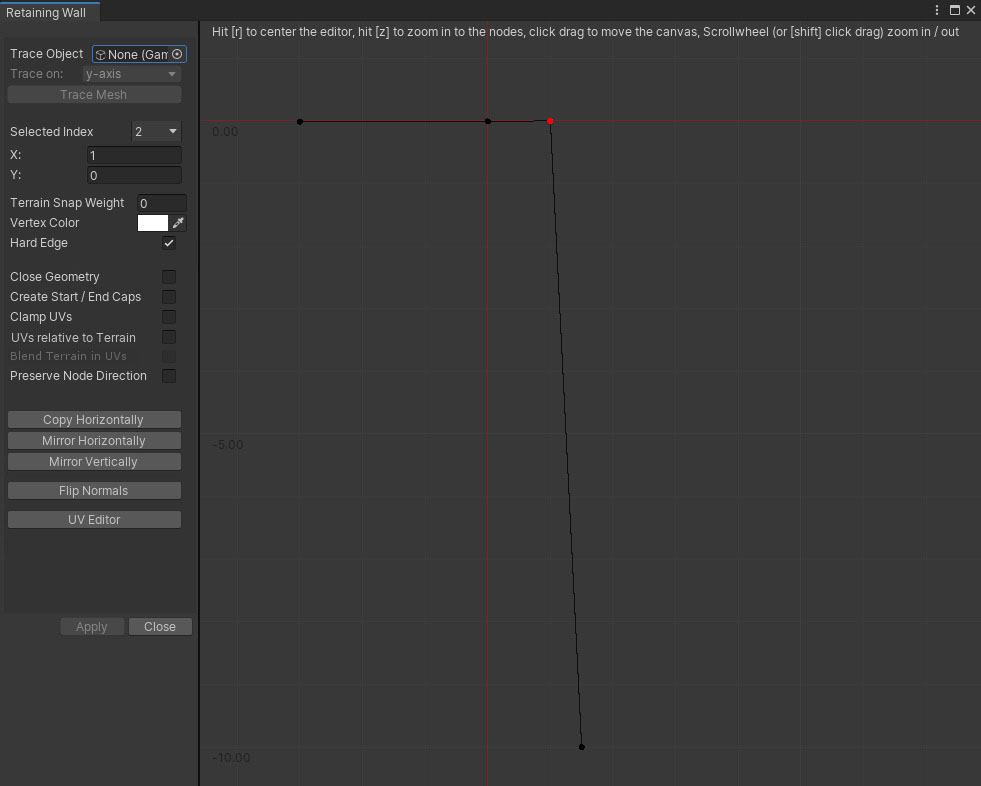 Retaining Wall
Hit [r] to center the editor, hit [z] to zoom in to the nodes, click drag to move the canvas, Scrollwheel (or [shift] click drag) zoom in / out
Trace Object None (Gam
Trace on: y-axis
Trace Mesh
Selected Index 2
X: 1
Y: 0
Terrain Snap Weight 0
Vertex Color
Hard Edge
Close Geometry
Create Start / End Caps
Clamp UVs
UVs relative to Terrain
Blend Terrain in UVs
Preserve Node Direction
Copy Horizontally
Mirror Horizontally
Mirror Vertically
Flip Normals
UV Editor
Apply Close
0.00
-5.00
-10.00